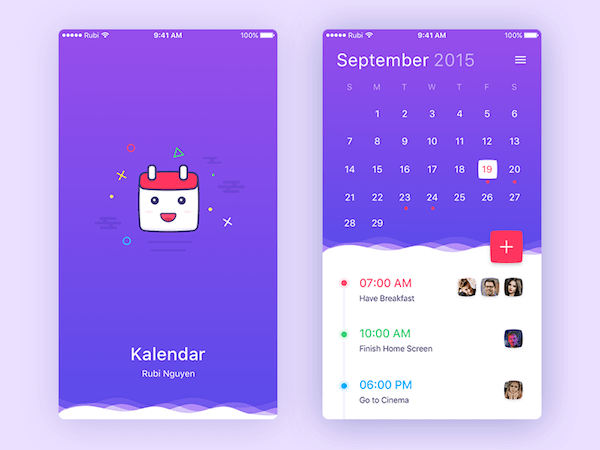 Rubi 9:41 AM 100%
Kalendar
Rubi Nguyen
Rubi 9:41 AM 100%
September 2015
S M T W T F S
1 2 3 4 5 6
7 8 9 10 11 12 13
14 15 16 17 18 19 20
21 22 23 24 25 26 27
28 29
07:00 AM
Have Breakfast
10:00 AM
Finish Home Screen
06:00 PM
Go to Cinema